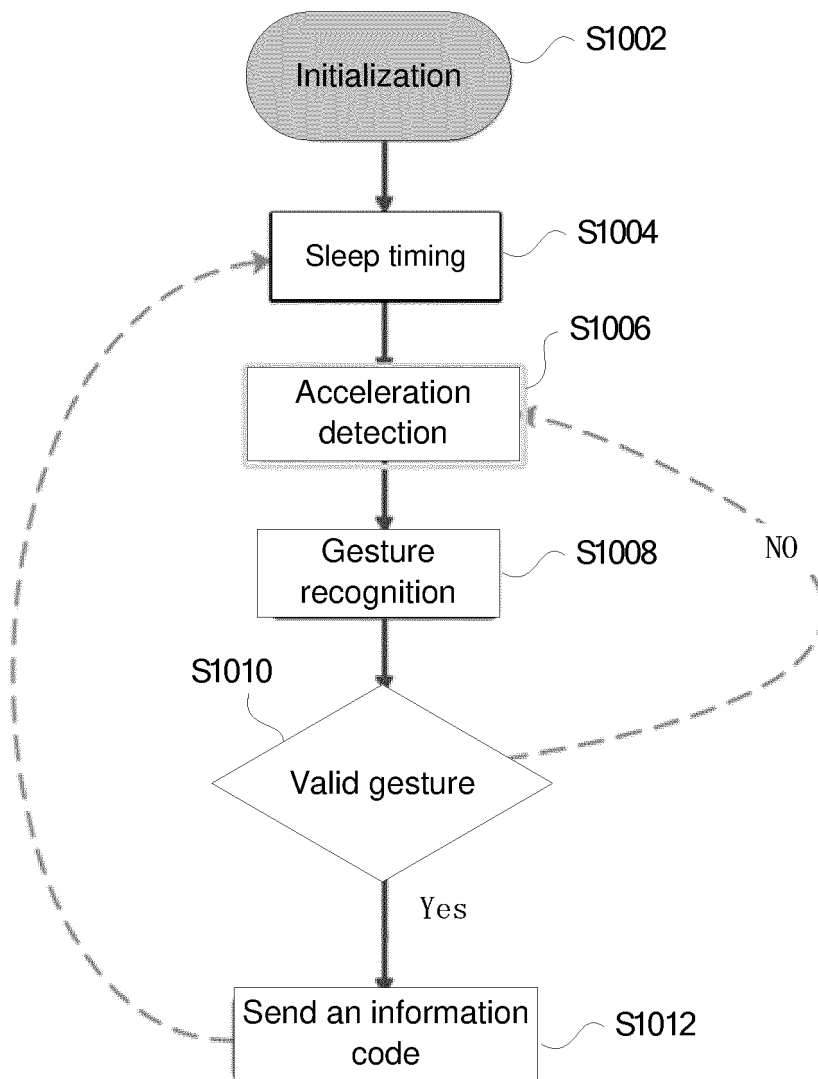 Initialization
S1002
Sleep timing
S1004
S1006
Acceleration
detection
NO
Gesture
recognition
S1008
S1010
Valid gesture
Yes
Send an information
code
S1012